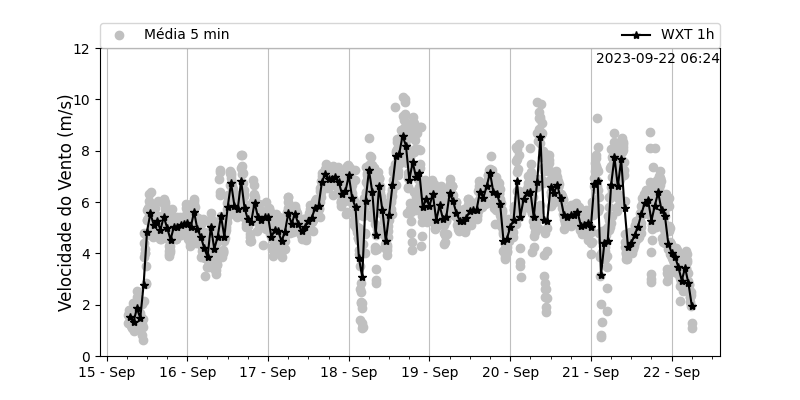 Média 5 min
WXT 1h
2023-09-22 06:24
Velocidade do Vento (m/s)
12
10
8
6
4
2
0
15 - Sep
16 - Sep
17 - Sep
18 - Sep
19 - Sep
20 - Sep
21 - Sep
22 - Sep